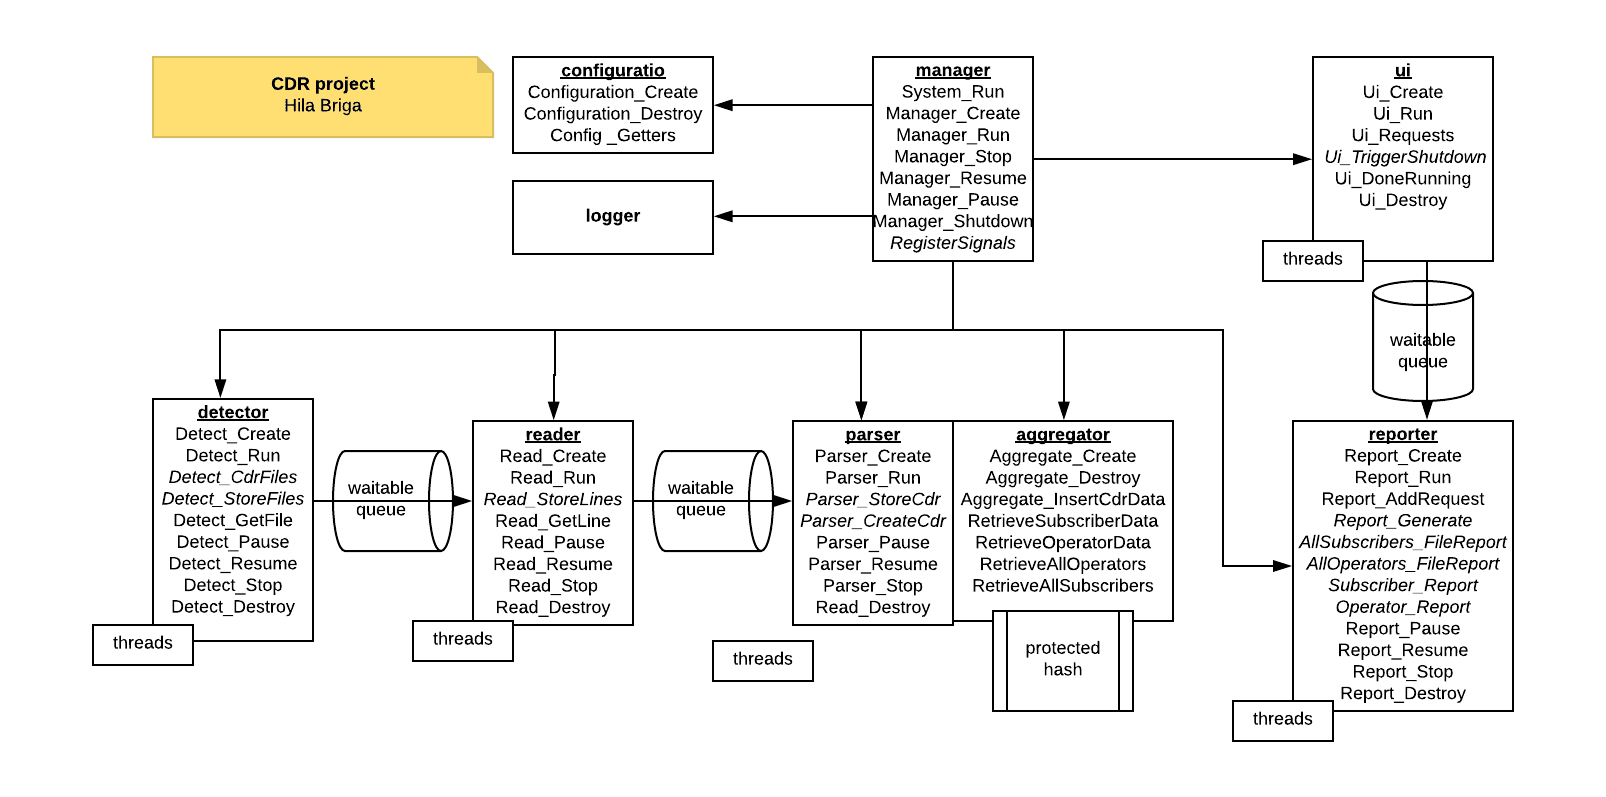 CDR project
Hila Briga
configuratio
Configuration_Create
Configuration_Destroy
Config _Getters
logger
manager
System_Run
Manager_Create
Manager_Run
Manager_Stop
Manager_Resume
Manager_Pause
Manager_Shutdown
RegisterSignals
ui
Ui_Create
Ui_Run
Ui_Requests
Ui_TriggerShutdown
Ui_DoneRunning
Ui_Destroy
threads
waitable
queue
detector
Detect_Create
Detect_Run
Detect_CdrFiles
Detect_StoreFiles
Detect_GetFile
Detect_Pause
Detect_Resume
Detect_Stop
Detect_Destroy
threads
waitable
queue
reader
Read_Create
Read_Run
Read_StoreLines
Read_GetLine
Read_Pause
Read_Resume
Read_Stop
Read_Destroy
threads
waitable
queue
parser
Parser_Create
Parser_Run
Parser_StoreCdr
Parser_CreateCdr
Parser_Pause
Parser_Resume
Parser_Stop
Read_Destroy
threads
aggregator
Aggregate_Create
Aggregate_Destroy
Aggregate_InsertCdrData
RetrieveSubscriberData
RetrieveOperatorData
RetrieveAllOperators
RetrieveAllSubscribers
protected
hash
reporter
Report_Create
Report_Run
Report_AddRequest
Report_Generate
AllSubscribers_FileReport
AllOperators_FileReport
Subscriber_Report
Operator_Report
Report_Pause
Report_Resume
Report_Stop
Report_Destroy
threads